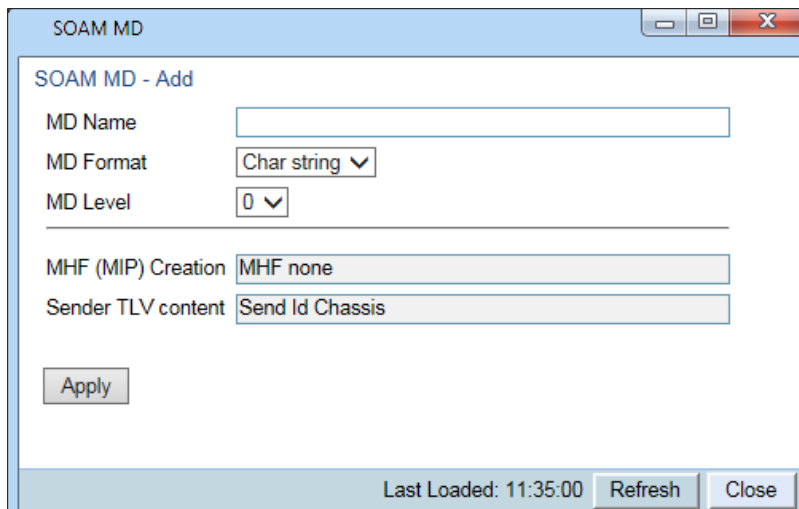 SOAM MD
SOAM MD - Add
MD Name
MD Format Char string
MD Level 0
MHF (MIP) Creation MHF none
Sender TLV content Send Id Chassis
Apply
Last Loaded: 11:35:00 Refresh Close